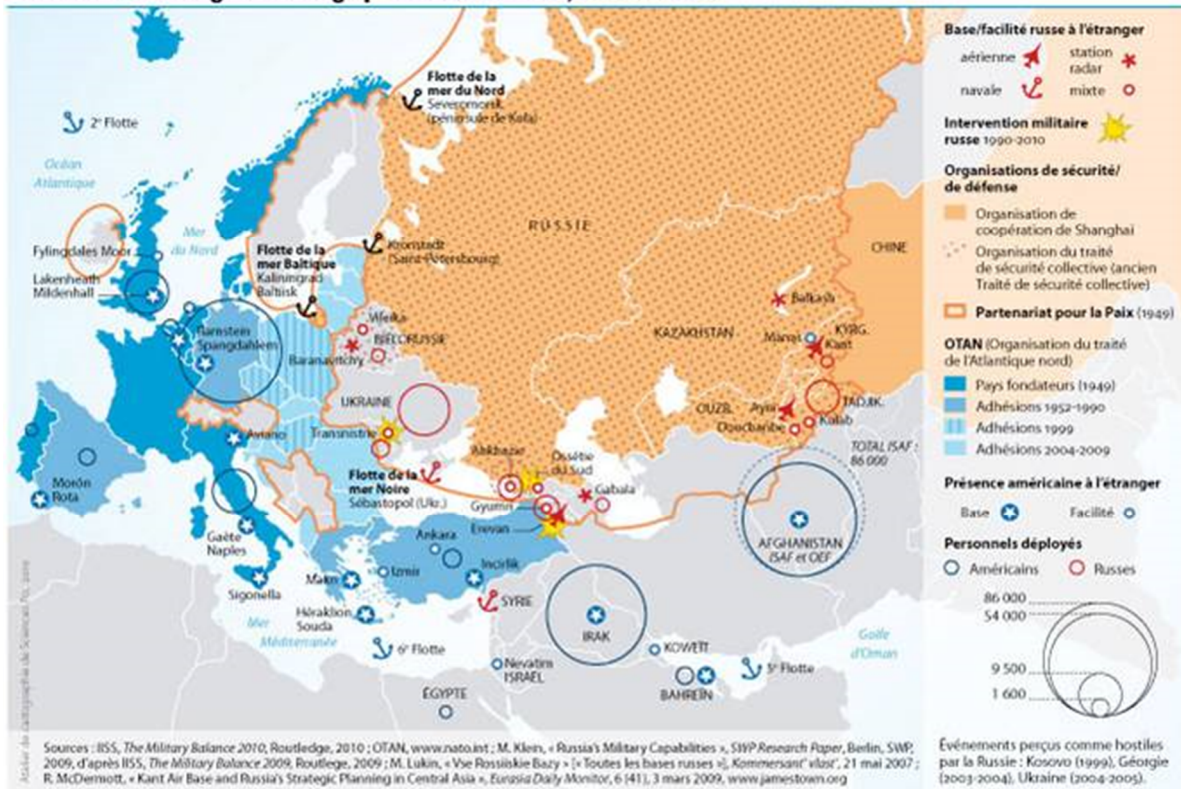 Flotte de la
mer du Nord
Severomorsk
(péninsule de Kola)
2e Flotte
Océan
Atlantique
Mer
du Nord
RUSSIE
Fylingdales Moor
Lakenheath
Mildenhall
Flotte de la
mer Baltique
Kaliningrad
Baltiisk
Kronstadt
(Saint-Petersbourg)
CHINE
Ramstein
Spangdahlem
Vileika
BIÉLORUSSIE
Baranavitchy
Balkash
KAZAKHSTAN
Manas
KYRG.
Kant
UKRAINE
Transnistrie
OUZB.
Ayni
TADJIK.
Douchanbe
Kulab
Aviano
Abkhazie
Ossétie
du Sud
TOTAL ISAF :
86 000
Flotte de la
mer Noire
Sébastopol (Ukr.)
Gabala
Gyumri
Erevan
Morón
Rota
Gaète
Naples
Ankara
Incirlik
AFGHANISTAN
ISAF et OEF
Izmir
Sigonella
Makri
SYRIE
Héraklion
Souda
IRAK
Mer
Méditerranée
6e Flotte
KOWEÏT
Golfe
d'Oman
Nevatim
ISRAËL
5e Flotte
BAHREÏN
ÉGYPTE
Base/facilité russe à l'étranger
aérienne
station
radar
navale
mixte
Intervention militaire
russe 1990-2010
Organisations de sécurité/
de défense
Organisation de
coopération de Shanghai
Organisation du traité
de sécurité collective (ancien
Traité de sécurité collective)
Partenariat pour la Paix (1949)
OTAN (Organisation du traité
de l'Atlantique nord)
Pays fondateurs (1949)
Adhésions 1952-1990
Adhésions 1999
Adhésions 2004-2009
Présence américaine à l'étranger
Base
Facilité
Personnels déployés
Américains
Russes
86 000
54 000
9 500
1 600
Événements perçus comme hostiles
par la Russie : Kosovo (1999), Géorgie
(2003-2004), Ukraine (2004-2005).
Atelier de cartographie de Sciences Po, 2010
Sources : IISS, The Military Balance 2010, Routledge, 2010 ; OTAN, www.nato.int ; M. Klein, « Russia's Military Capabilities », SWP Research Paper, Berlin, SWP,
2009, d'après IISS, The Military Balance 2009, Routlege, 2009 ; M. Lukin, « Vse Rossiiskie Bazy » [« Toutes les bases russes »], Kommersant' vlast', 21 mai 2007 ;
R. McDermott, « Kant Air Base and Russia's Strategic Planning in Central Asia », Eurasia Daily Monitor, 6 (41), 3 mars 2009, www.jamestown.org